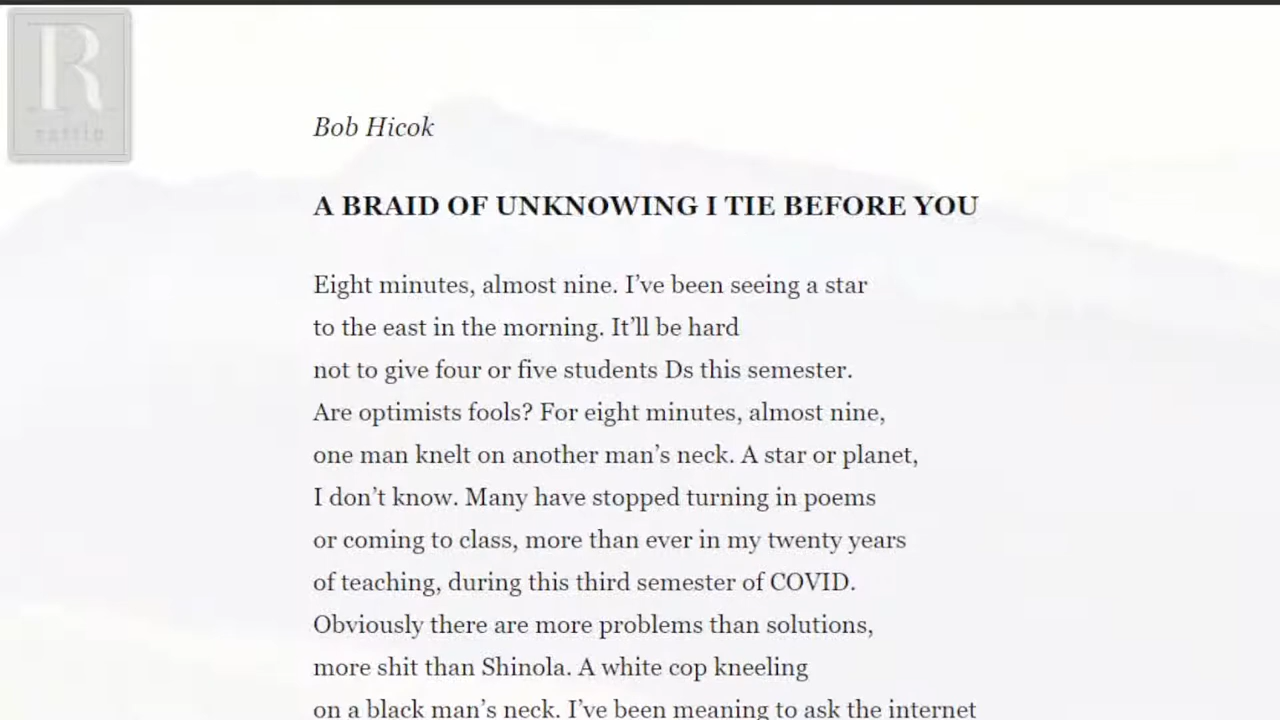 R
rattle
Bob Hicok
A BRAID OF UNKNOWING I TIE BEFORE YOU
Eight minutes, almost nine. I’ve been seeing a star
to the east in the morning. It’ll be hard
not to give four or five students Ds this semester.
Are optimists fools? For eight minutes, almost nine,
one man knelt on another man’s neck. A star or planet,
I don’t know. Many have stopped turning in poems
or coming to class, more than ever in my twenty years
of teaching, during this third semester of COVID.
Obviously there are more problems than solutions,
more shit than Shinola. A white cop kneeling
on a black man’s neck. I’ve been meaning to ask the internet